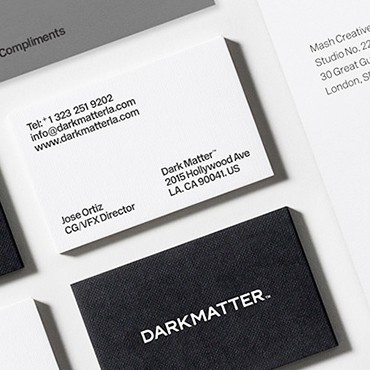 Compliments
Mash Creative
Studio No. 22
30 Great Gu
London, S
Tel: +1 323 251 9202
info@darkmatterla.com
www.darkmatterla.com
Dark Matter™
2015 Hollywood Ave
LA. CA 90041. US
Jose Ortiz
CG/VFX Director
DARKMATTER™